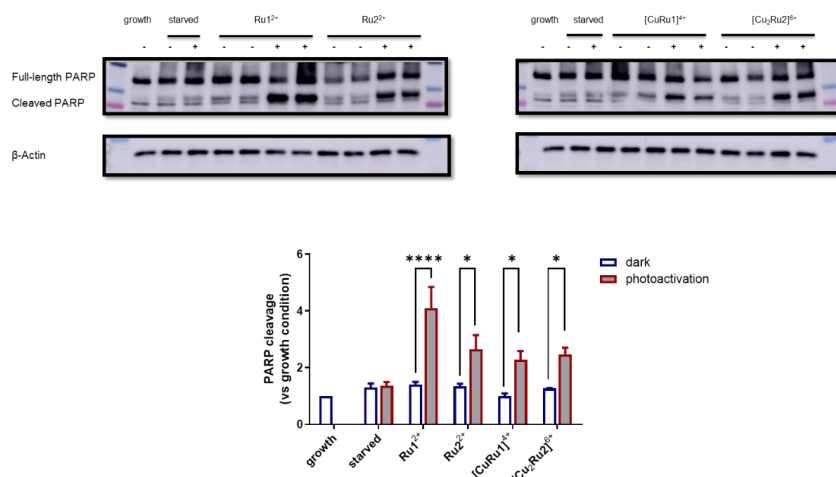 growth starved Ru1²⁺ Ru2²⁺
- - + - - + + - - + +
Full-length PARP
Cleaved PARP
β-Actin
growth starved [CuRu1]⁴⁺ [Cu₂Ru2]⁶⁺
- - + - - + + - - + +
PARP cleavage
(vs growth condition)
6
4
2
0
**** * * *
dark
photoactivation
growth
starved
Ru1²⁺
Ru2²⁺
[CuRu1]⁴⁺
[Cu₂Ru2]⁶⁺